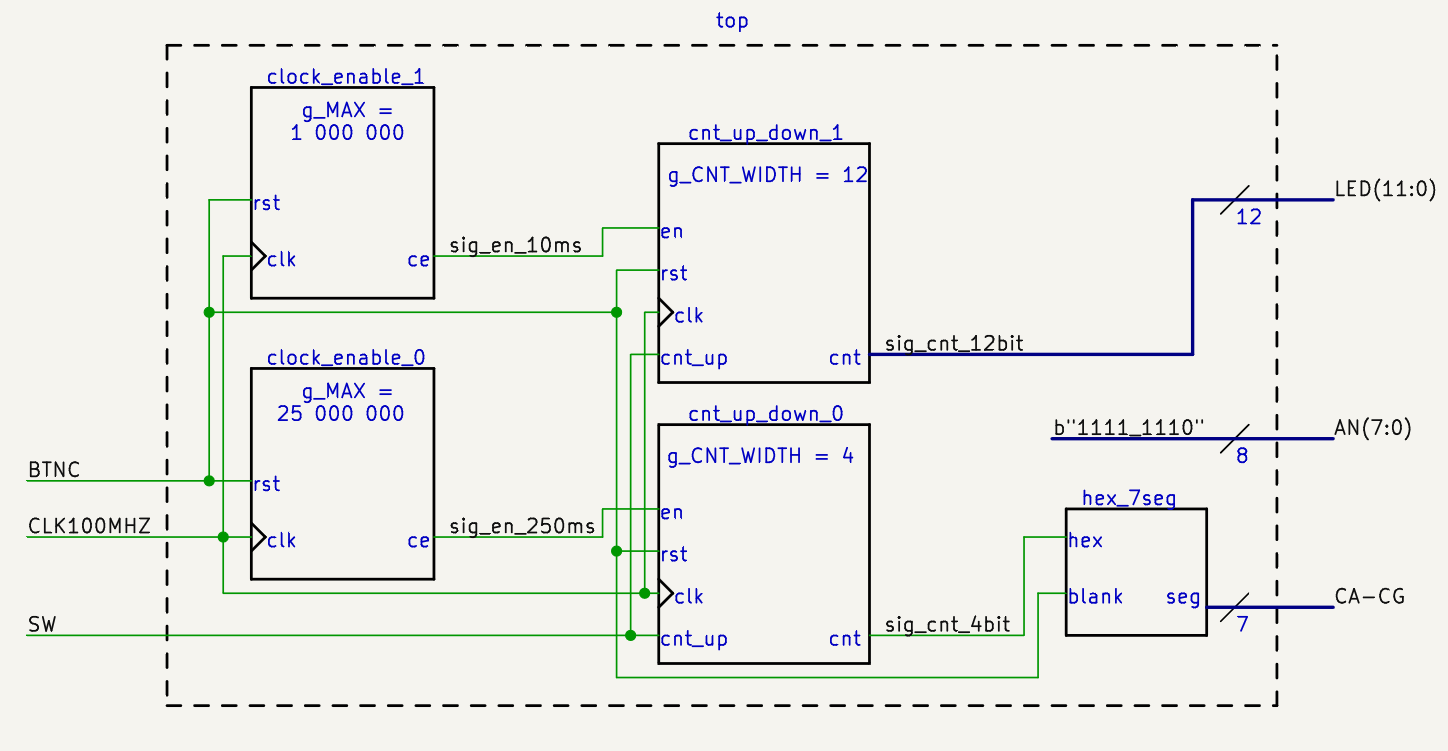 top
clock_enable_1
g_MAX =
1 000 000
rst
clk
ce
sig_en_10ms
clock_enable_0
g_MAX =
25 000 000
rst
clk
ce
sig_en_250ms
BTNC
CLK100MHZ
SW
cnt_up_down_1
g_CNT_WIDTH = 12
en
rst
clk
cnt_up
cnt
sig_cnt_12bit
cnt_up_down_0
g_CNT_WIDTH = 4
en
rst
clk
cnt_up
cnt
sig_cnt_4bit
LED(11:0)
12
b"1111_1110"
AN(7:0)
8
hex_7seg
hex
blank
seg
CA-CG
7